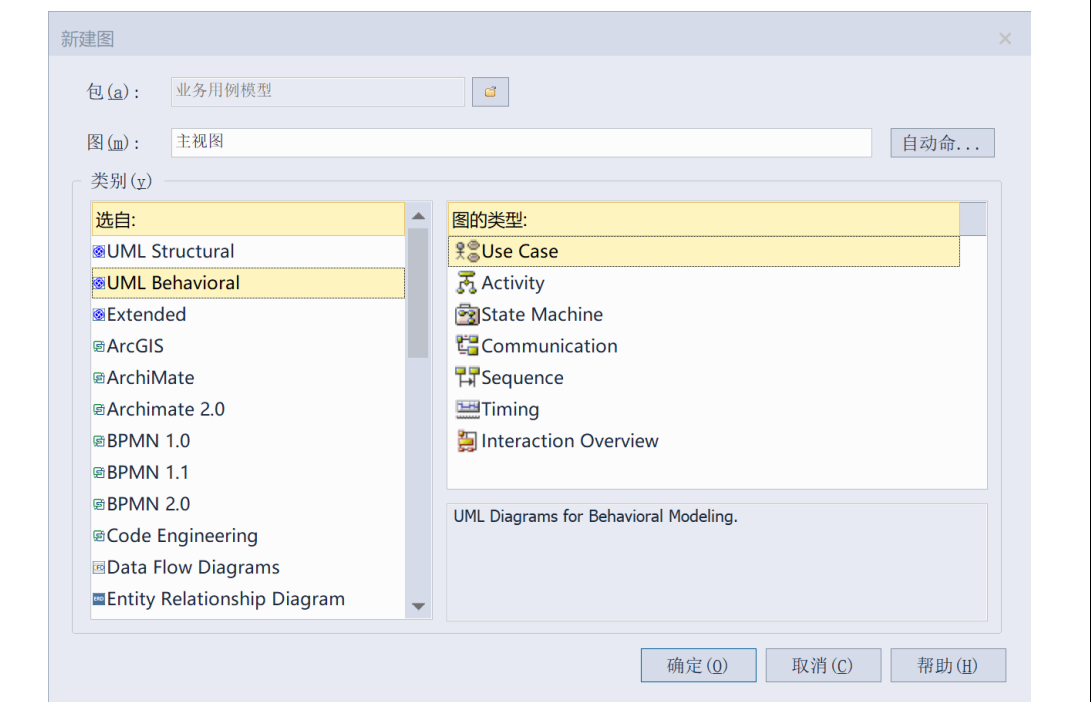 新建图
包(a): 业务用例模型
图(m): 主视图 自动命...
类别(y)
选自:
UML Structural
UML Behavioral
Extended
ArcGIS
ArchiMate
Archimate 2.0
BPMN 1.0
BPMN 1.1
BPMN 2.0
Code Engineering
Data Flow Diagrams
Entity Relationship Diagram
图的类型:
Use Case
Activity
State Machine
Communication
Sequence
Timing
Interaction Overview
UML Diagrams for Behavioral Modeling.
确定(O) 取消(C) 帮助(H)